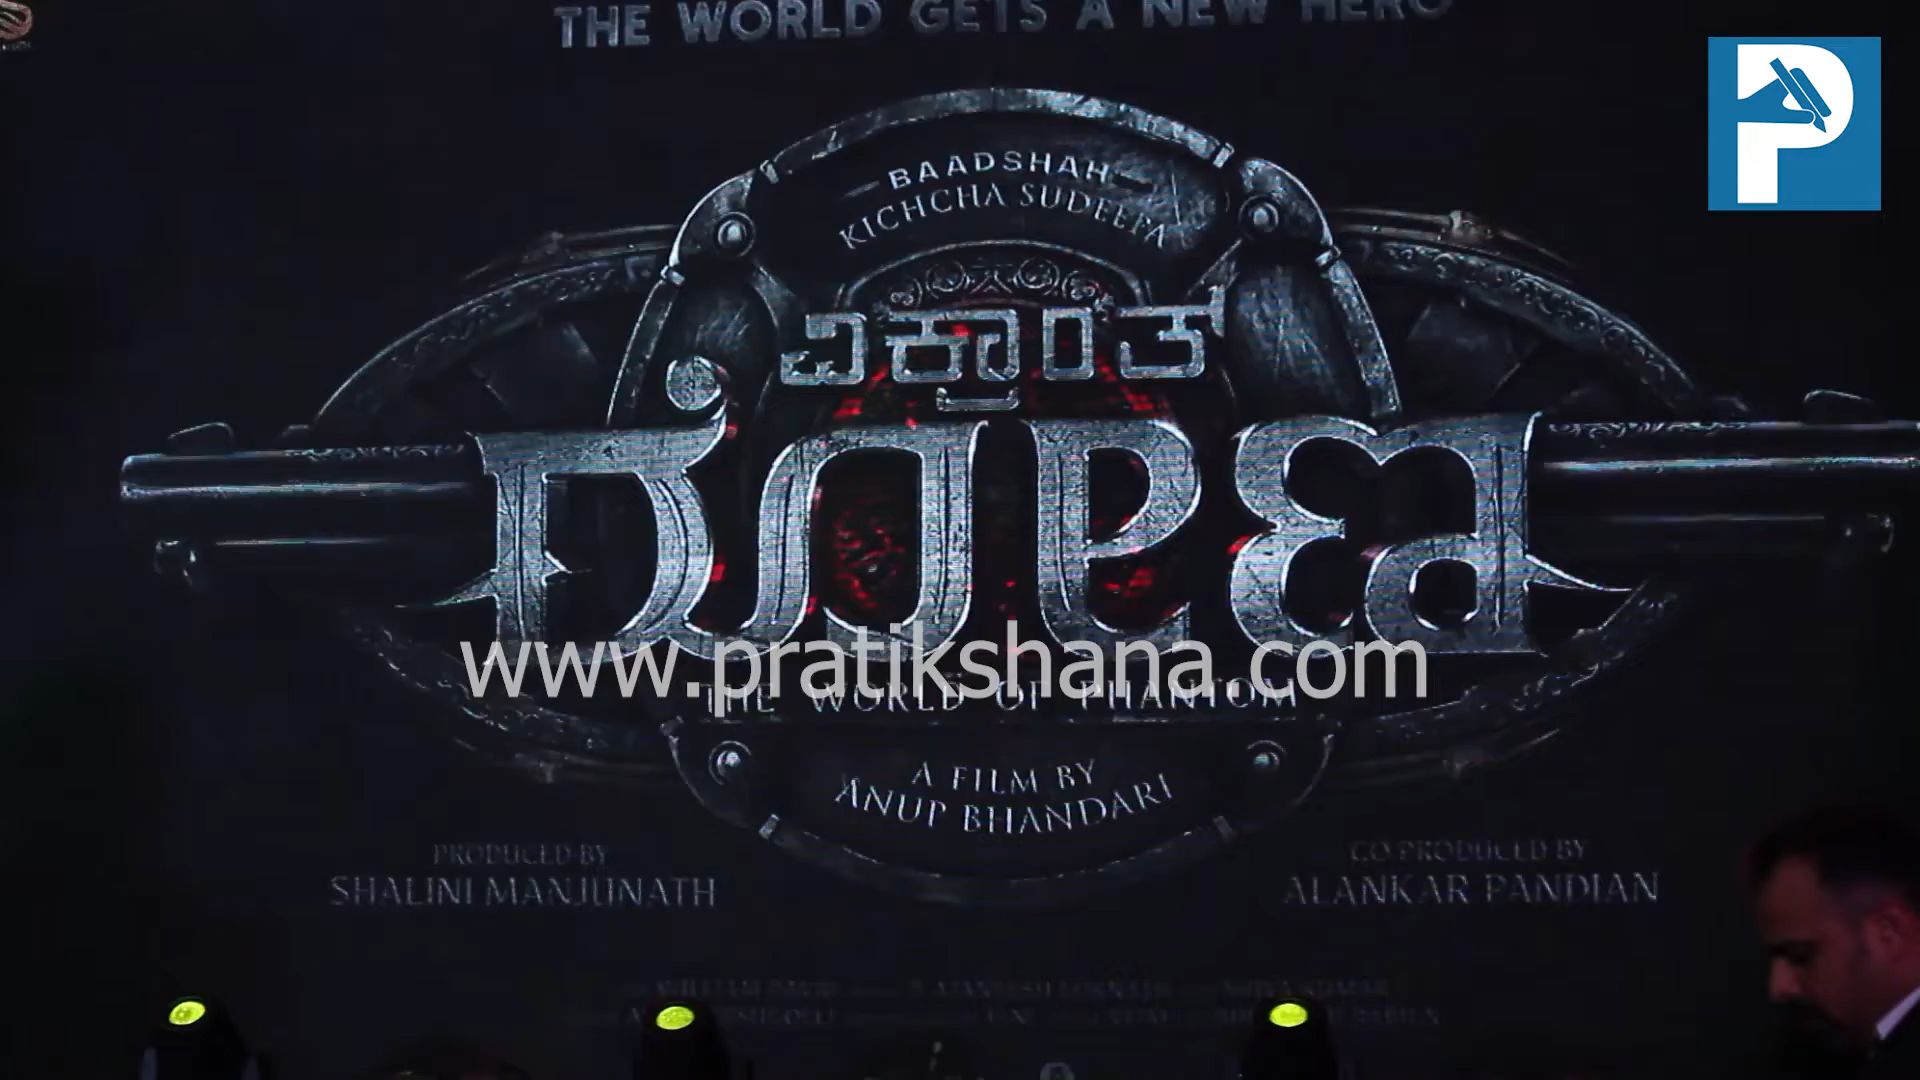 THE WORLD GETS A NEW HERO
BAADSHAH
KICHCHA SUDEEPA
ವಿಕ್ರಾಂತ್
ರೋಣ
www.pratikshana.com
THE WORLD OF PHANTOM
A FILM BY
ANUP BHANDARI
PRODUCED BY
SHALINI MANJUNATH
CO PRODUCED BY
ALANKAR PANDIAN